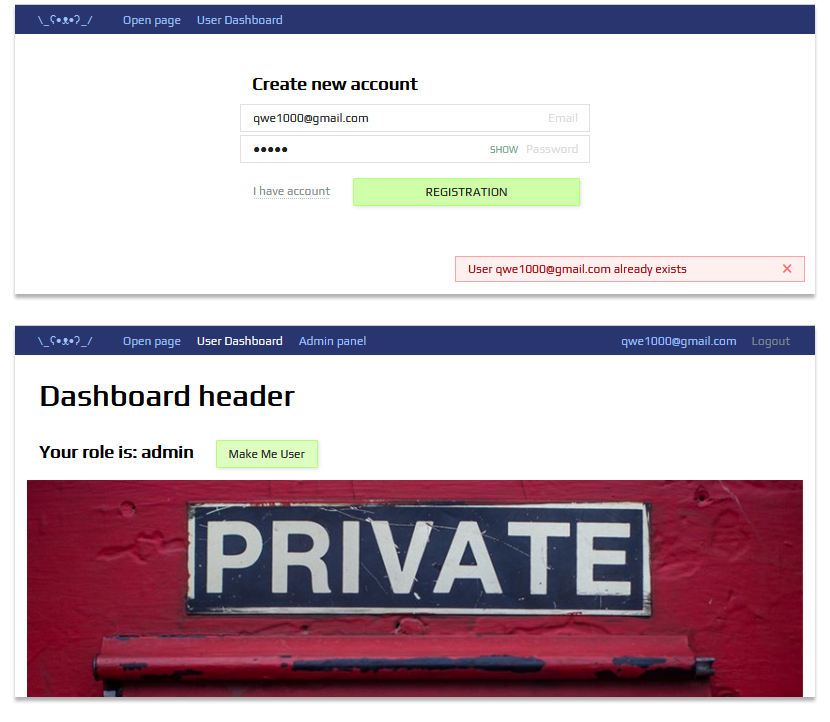 \_ʕ•ᴥ•ʔ_/ Open page User Dashboard
Create new account
qwe1000@gmail.com Email
●●●●● SHOW Password
I have account REGISTRATION
User qwe1000@gmail.com already exists ×
\_ʕ•ᴥ•ʔ_/ Open page User Dashboard Admin panel qwe1000@gmail.com Logout
Dashboard header
Your role is: admin Make Me User
PRIVATE